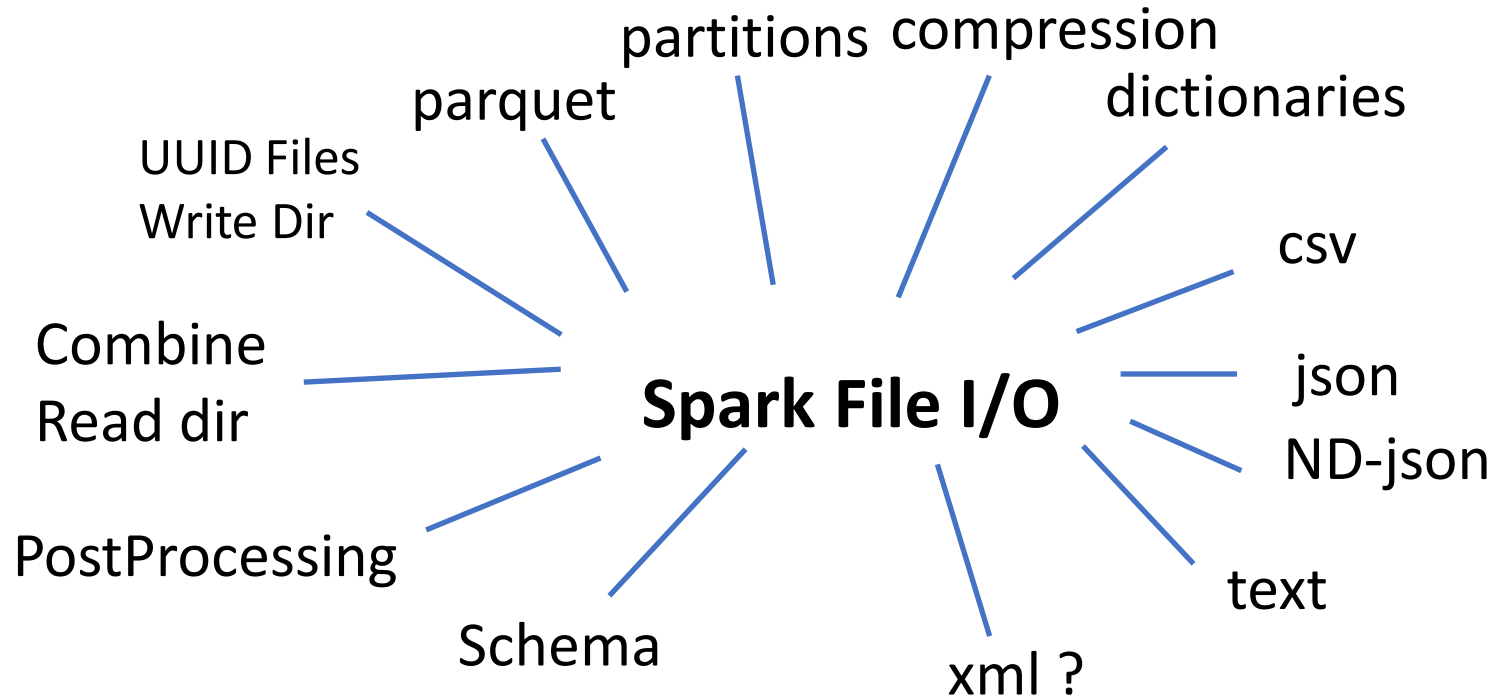 partitions
compression
parquet
dictionaries
UUID Files
Write Dir
csv
Combine
Read dir
json
Spark File I/O
ND-json
PostProcessing
text
Schema
xml ?